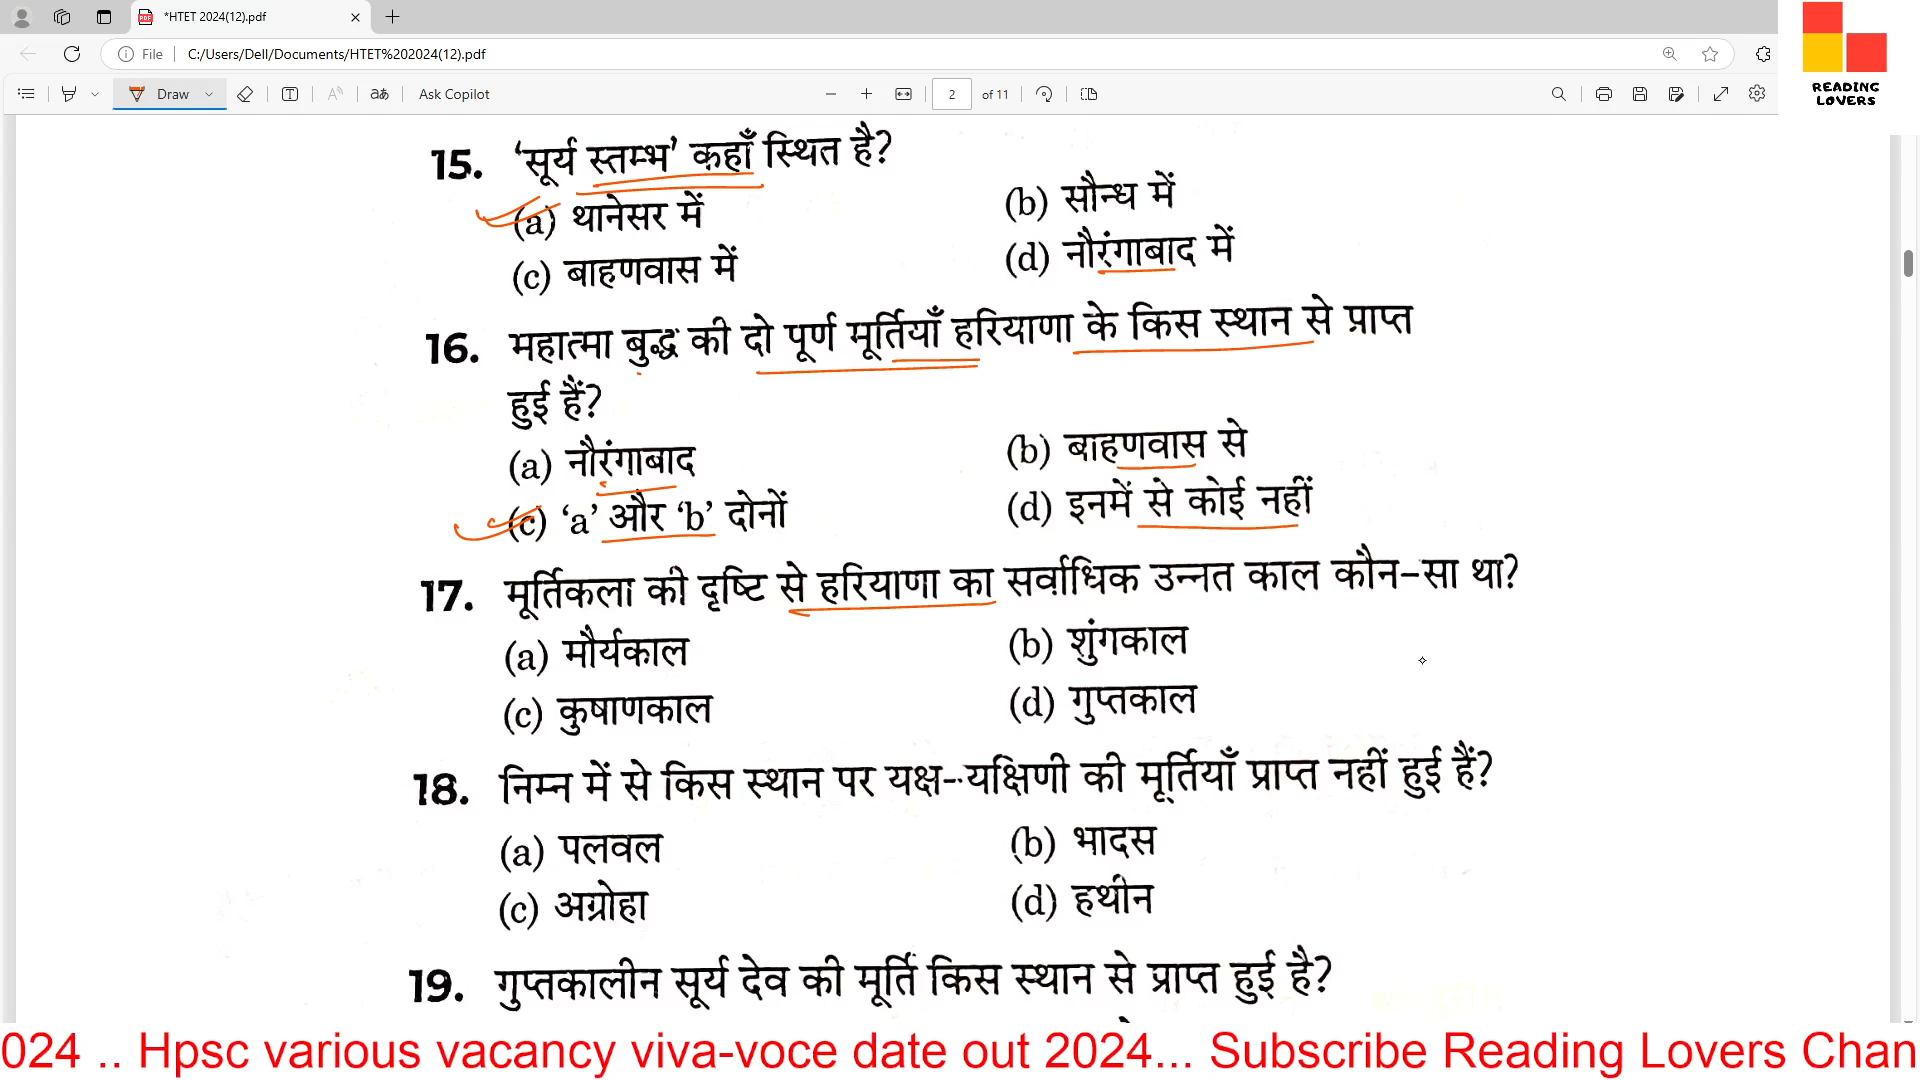 *HTET 2024(12).pdf
File
C:/Users/Dell/Documents/HTET%202024(12).pdf
Draw
aあ
Ask Copilot
2 of 11
READING
LOVERS
15. 'सूर्य स्तम्भ' कहाँ स्थित है?
(a) थानेसर में (b) सौन्ध में
(c) बाहणवास में (d) नौरंगाबाद में
16. महात्मा बुद्ध की दो पूर्ण मूर्तियाँ हरियाणा के किस स्थान से प्राप्त
हुई हैं?
(a) नौरंगाबाद (b) बाहणवास से
(c) 'a' और 'b' दोनों (d) इनमें से कोई नहीं
17. मूर्तिकला की दृष्टि से हरियाणा का सर्वाधिक उन्नत काल कौन-सा था?
(a) मौर्यकाल (b) शुंगकाल
(c) कुषाणकाल (d) गुप्तकाल
18. निम्न में से किस स्थान पर यक्ष-यक्षिणी की मूर्तियाँ प्राप्त नहीं हुई हैं?
(a) पलवल (b) भादस
(c) अग्रोहा (d) हथीन
19. गुप्तकालीन सूर्य देव की मूर्ति किस स्थान से प्राप्त हुई है?
024 .. Hpsc various vacancy viva-voce date out 2024... Subscribe Reading Lovers Chan